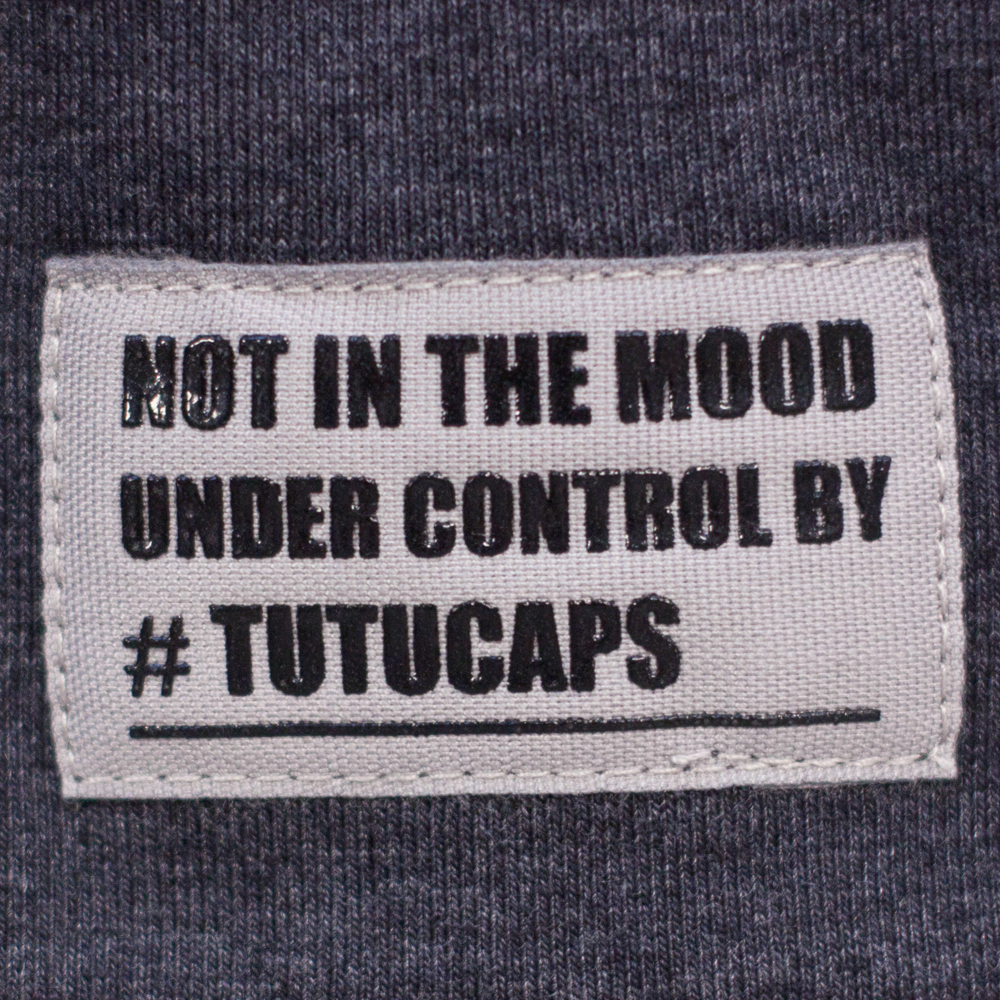 NOT IN THE MOOD
UNDER CONTROL BY
# TUTUCAPS